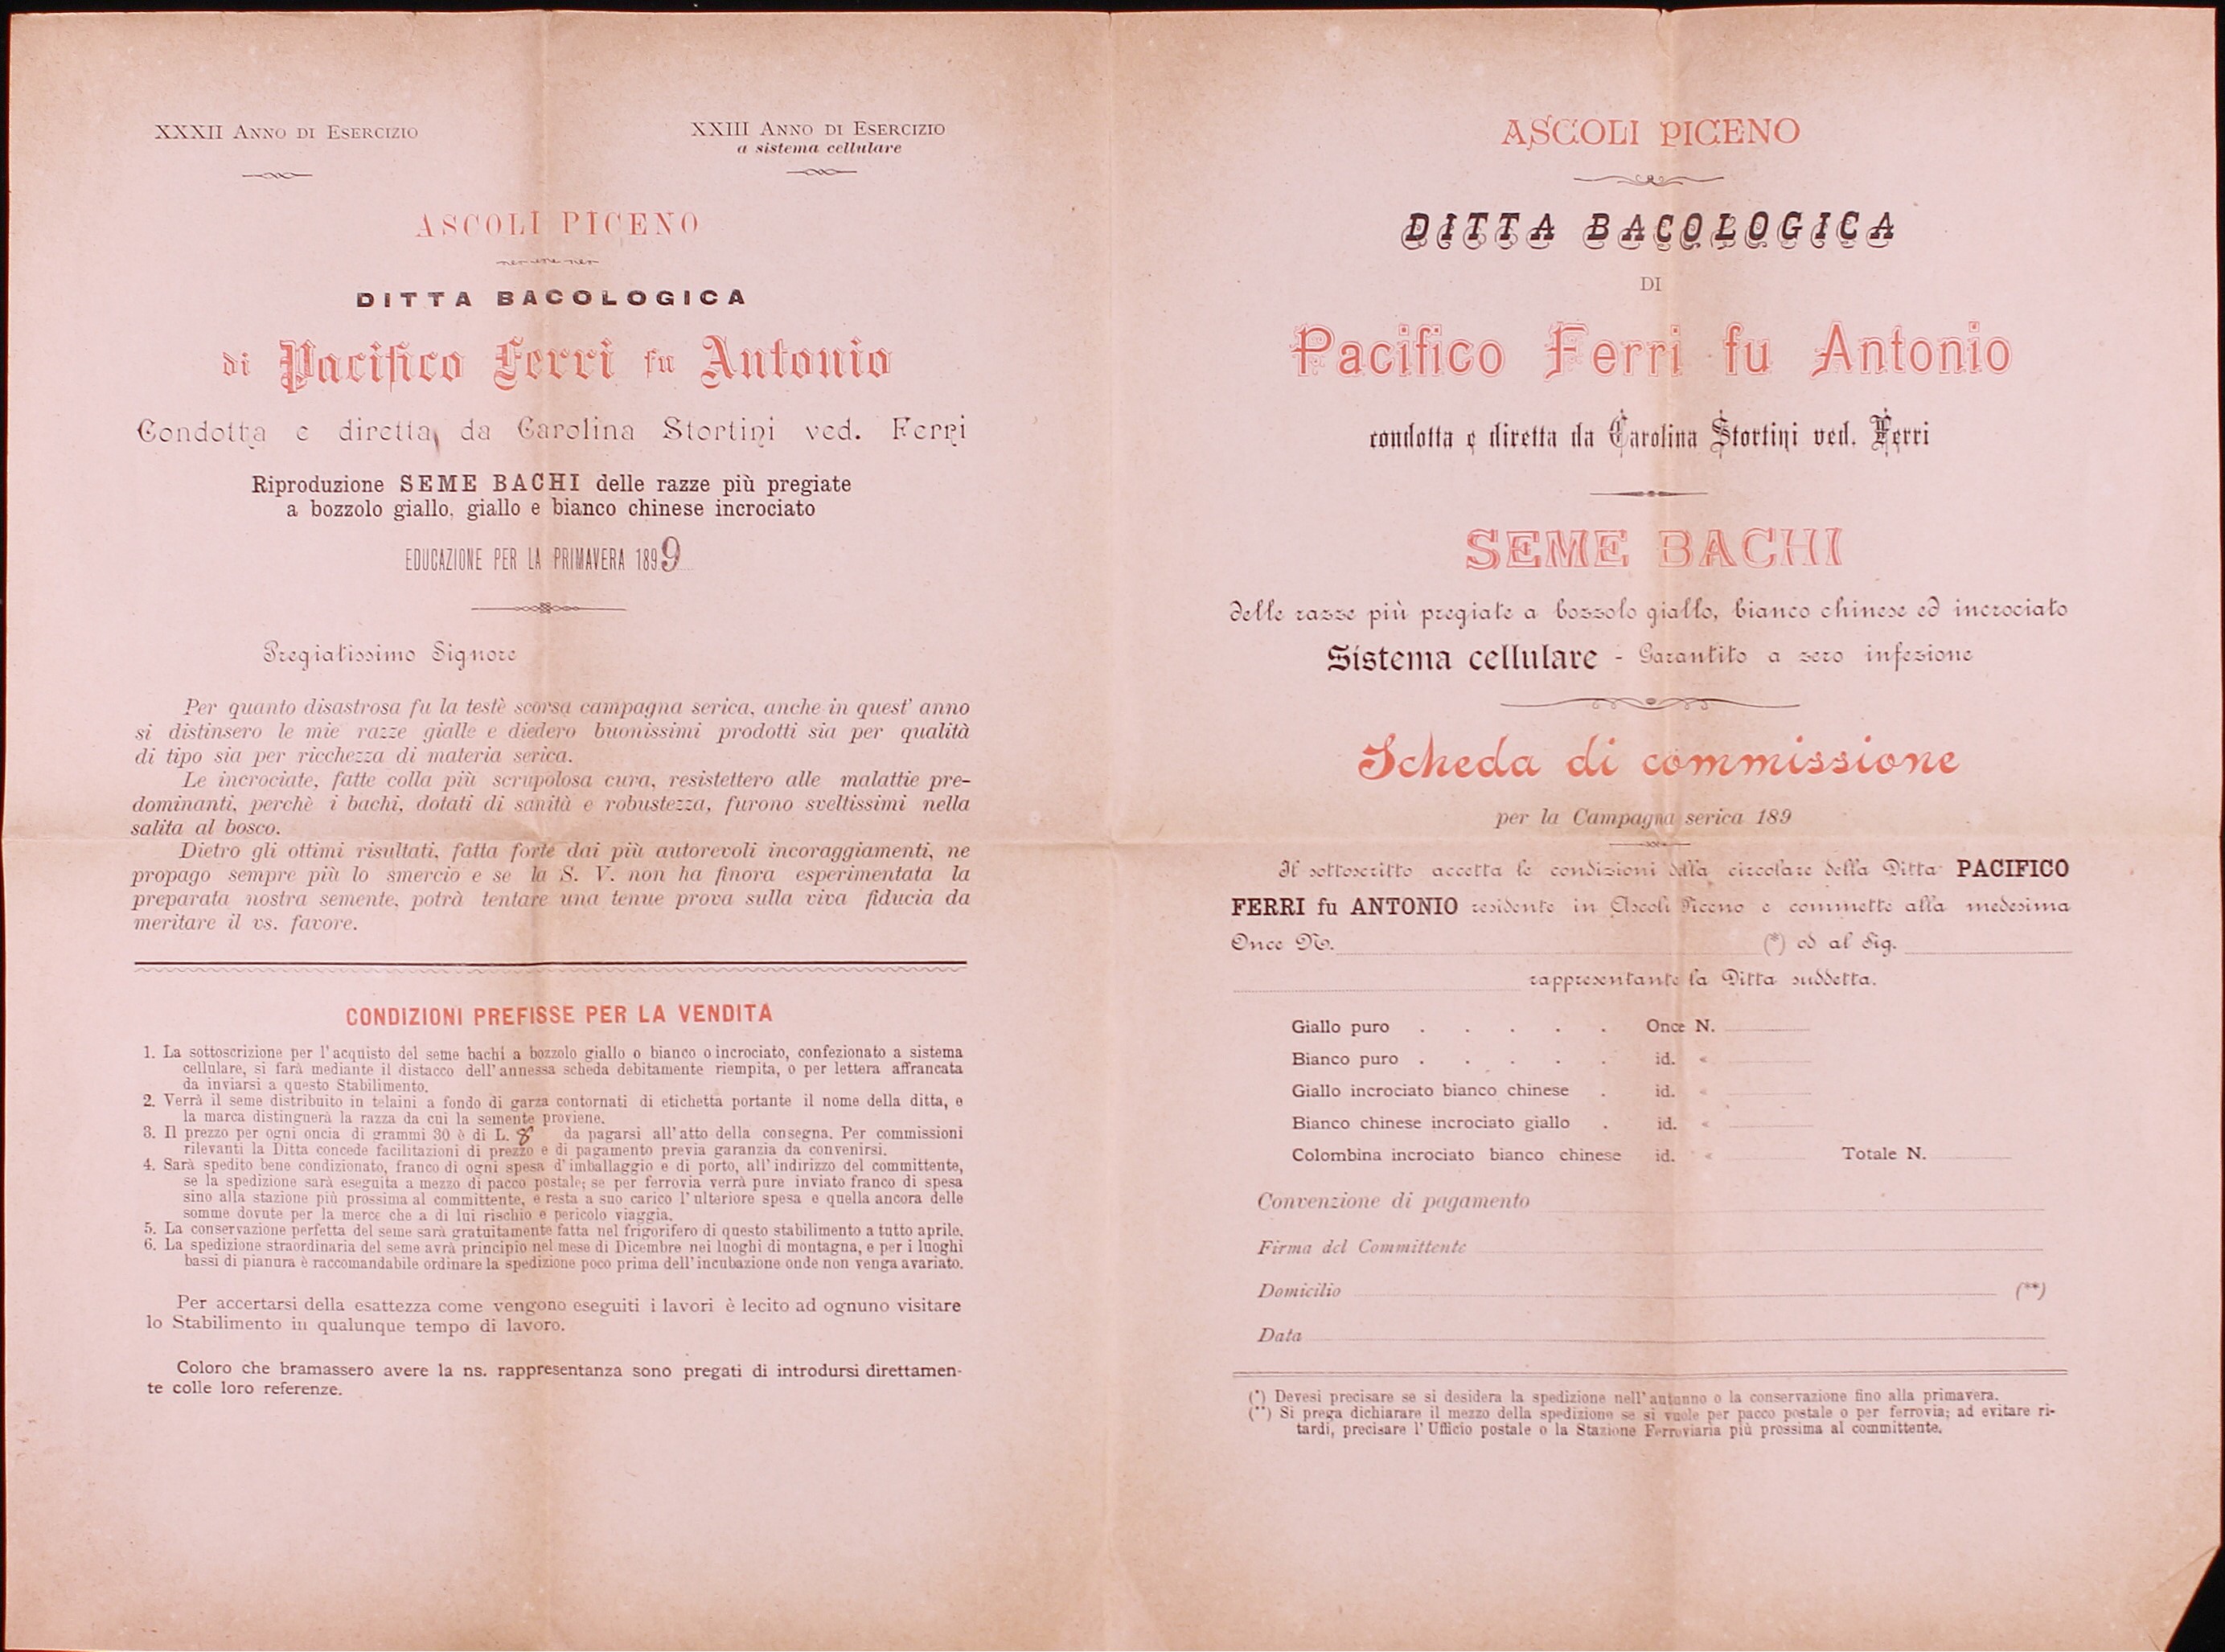 XXXII Anno di Esercizio
XXIII Anno di Esercizio
a sistema cellulare
ASCOLI PICENO
DITTA BACOLOGICA
di Pacifico Ferri fu Antonio
Condotta e diretta da Carolina Stortini ved. Ferri
Riproduzione SEME BACHI delle razze più pregiate
a bozzolo giallo, giallo e bianco chinese incrociato
EDUCAZIONE PER LA PRIMAVERA 1899
Pregiatissimo Signore
Per quanto disastrosa fu la testè scorsa campagna serica, anche in quest' anno
si distinsero le mie razze gialle e diedero buonissimi prodotti sia per qualità
di tipo sia per ricchezza di materia serica.
Le incrociate, fatte colla più scrupolosa cura, resistettero alle malattie pre-
dominanti, perchè i bachi, dotati di sanità e robustezza, furono sveltissimi nella
salita al bosco.
Dietro gli ottimi risultati, fatta forte dai più autorevoli incoraggiamenti, ne
propago sempre più lo smercio e se la S. V. non ha finora esperimentata la
preparata nostra semente, potrà tentare una tenue prova sulla viva fiducia da
meritare il vs. favore.
CONDIZIONI PREFISSE PER LA VENDITA
1. La sottoscrizione per l'acquisto del seme bachi a bozzolo giallo o bianco o incrociato, confezionato a sistema
cellulare, si farà mediante il distacco dell'annessa scheda debitamente riempita, o per lettera affrancata
da inviarsi a questo Stabilimento.
2. Verrà il seme distribuito in telaini a fondo di garza contornati di etichetta portante il nome della ditta, e
la marca distinguerà la razza da cui la semente proviene.
3. Il prezzo per ogni oncia di grammi 30 è di L. 8 da pagarsi all'atto della consegna. Per commissioni
rilevanti la Ditta concede facilitazioni di prezzo e di pagamento previa garanzia da convenirsi.
4. Sarà spedito bene condizionato, franco di ogni spesa d'imballaggio e di porto, all'indirizzo del committente,
se la spedizione sarà eseguita a mezzo di pacco postale; se per ferrovia verrà pure inviato franco di spesa
sino alla stazione più prossima al committente, e resta a suo carico l'ulteriore spesa e quella ancora delle
somme dovute per la merce che a di lui rischio e pericolo viaggia.
5. La conservazione perfetta del seme sarà gratuitamente fatta nel frigorifero di questo stabilimento a tutto aprile.
6. La spedizione straordinaria del seme avrà principio nel mese di Dicembre nei luoghi di montagna, e per i luoghi
bassi di pianura è raccomandabile ordinare la spedizione poco prima dell'incubazione onde non venga avariato.
Per accertarsi della esattezza come vengono eseguiti i lavori è lecito ad ognuno visitare
lo Stabilimento in qualunque tempo di lavoro.
Coloro che bramassero avere la ns. rappresentanza sono pregati di introdursi direttamen-
te colle loro referenze.
ASCOLI PICENO
DITTA BACOLOGICA
DI
Pacifico Ferri fu Antonio
condotta e diretta da Carolina Stortini ved. Ferri
SEME BACHI
delle razze più pregiate a bozzolo giallo, bianco chinese ed incrociato
Sistema cellulare - Garantito a zero infezione
Scheda di commissione
per la Campagna serica 189
Il sottoscritto accetta le condizioni della circolare della Ditta PACIFICO
FERRI fu ANTONIO residente in Ascoli Piceno e commette alla medesima
Once N. (*) od al Sig.
rappresentante la Ditta suddetta.
Giallo puro . . . . . Once N.
Bianco puro . . . . . id. «
Giallo incrociato bianco chinese . id. «
Bianco chinese incrociato giallo . id. «
Colombina incrociato bianco chinese id. « Totale N.
Convenzione di pagamento
Firma del Committente
Domicilio (**)
Data
(*) Devesi precisare se si desidera la spedizione nell'autunno o la conservazione fino alla primavera.
(**) Si prega dichiarare il mezzo della spedizione se si vuole per pacco postale o per ferrovia; ad evitare ri-
tardi, precisare l'Ufficio postale o la Stazione Ferroviaria più prossima al committente.